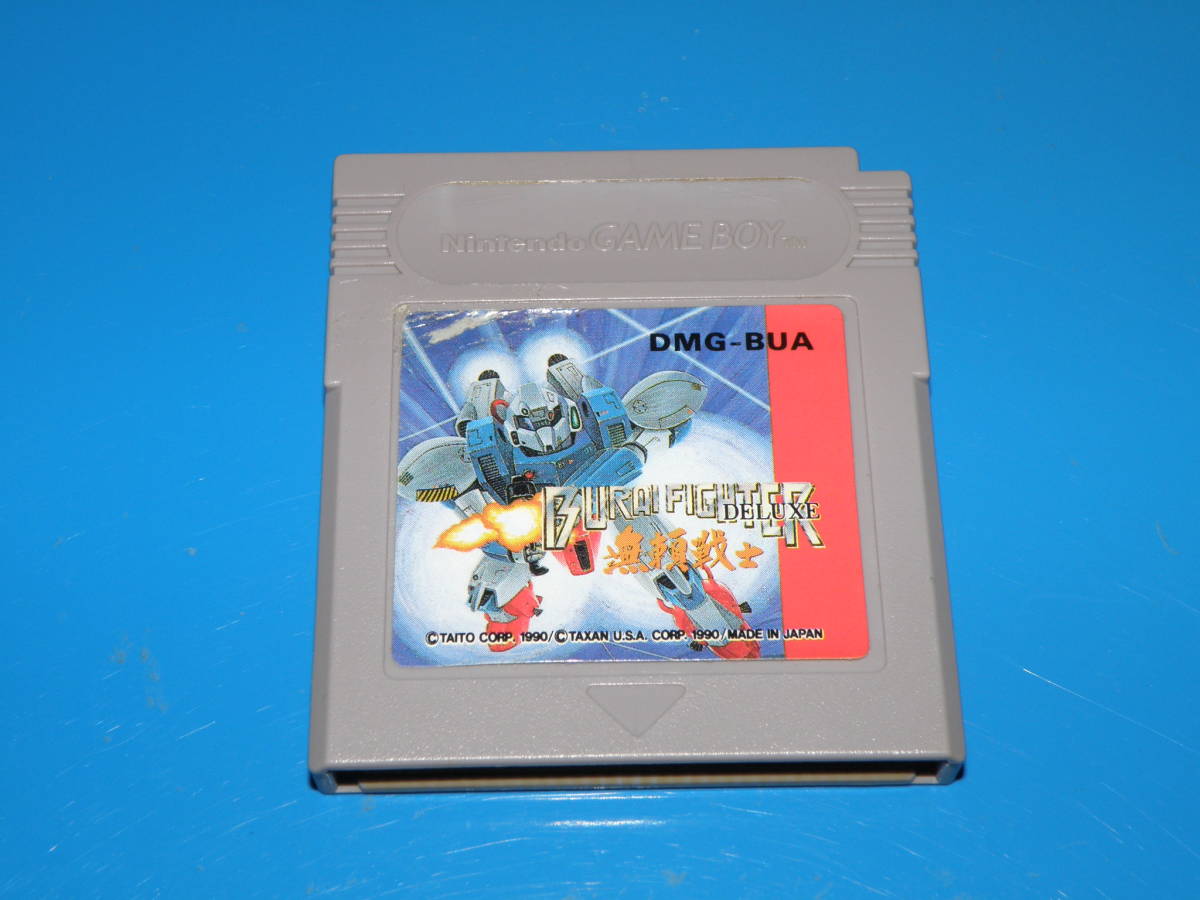 Nintendo GAME BOY TM
DMG-BUA
BURAI FIGHTER
DELUXE
無頼戦士
©TAITO CORP. 1990/©TAXAN U.S.A. CORP. 1990/MADE IN JAPAN